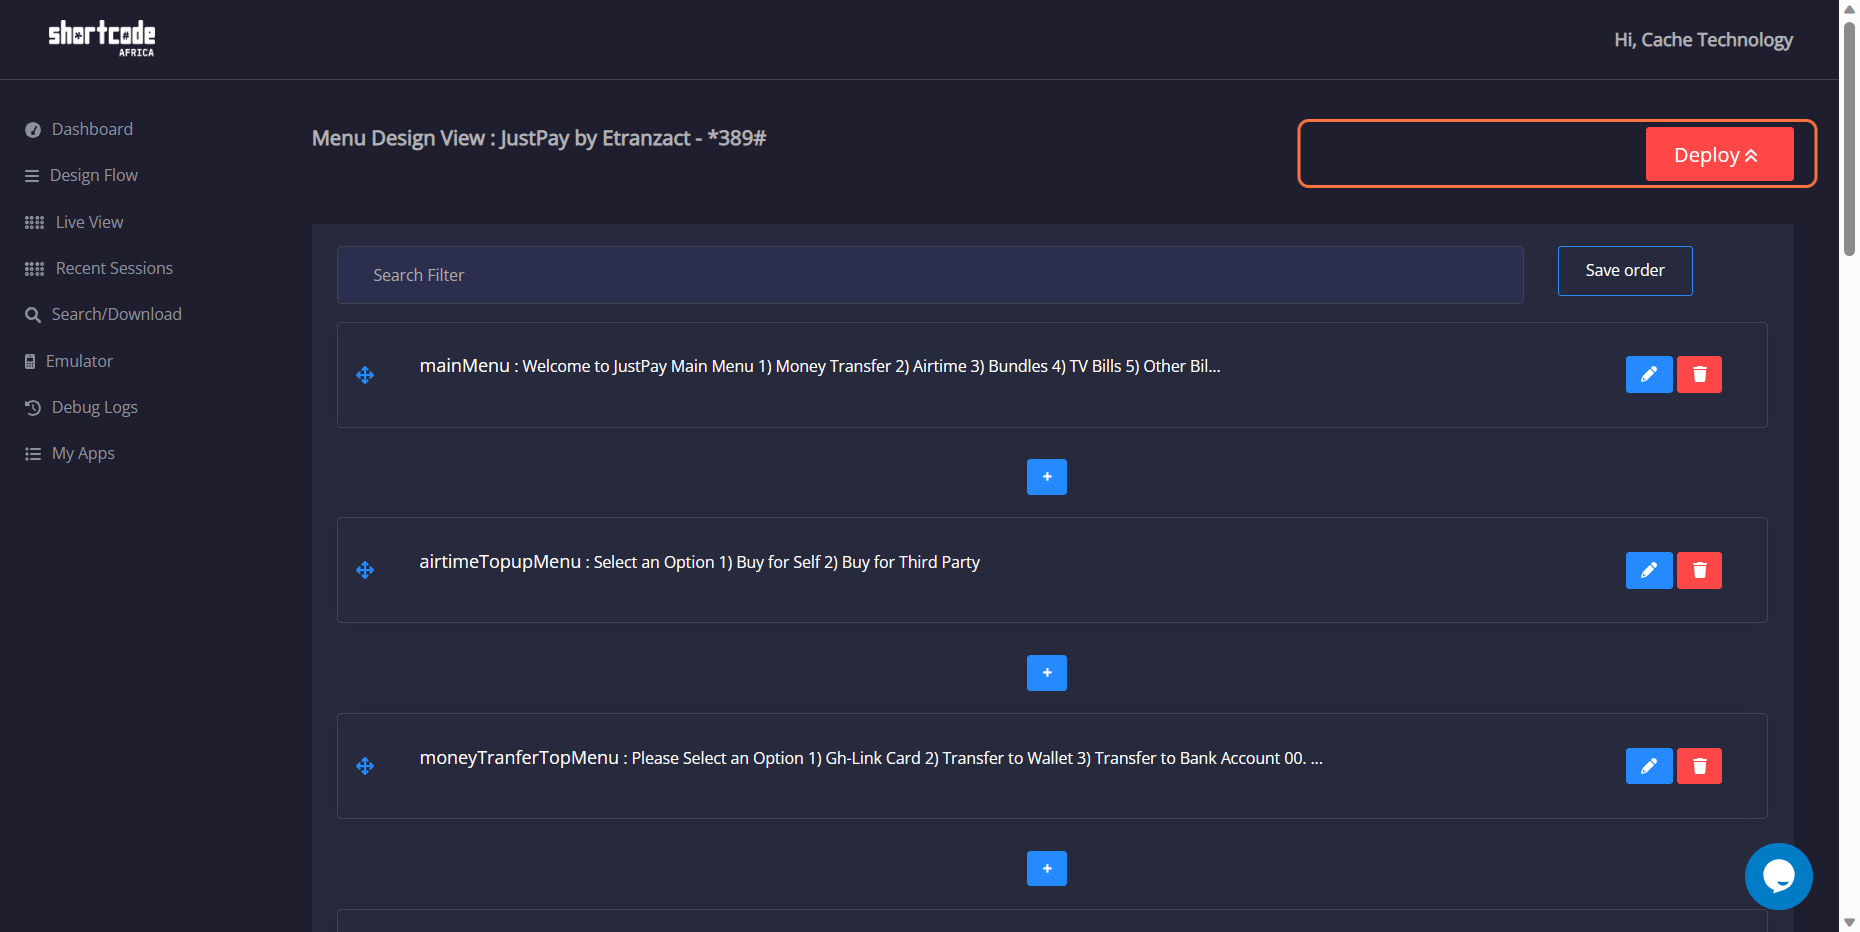 shortcode
AFRICA
Hi, Cache Technology
Dashboard
Design Flow
Live View
Recent Sessions
Search/Download
Emulator
Debug Logs
My Apps
Menu Design View : JustPay by Etranzact - *389#
Deploy
Search Filter
Save order
mainMenu : Welcome to JustPay Main Menu 1) Money Transfer 2) Airtime 3) Bundles 4) TV Bills 5) Other Bil...
+
airtimeTopupMenu : Select an Option 1) Buy for Self 2) Buy for Third Party
+
moneyTranferTopMenu : Please Select an Option 1) Gh-Link Card 2) Transfer to Wallet 3) Transfer to Bank Account 00. ...
+